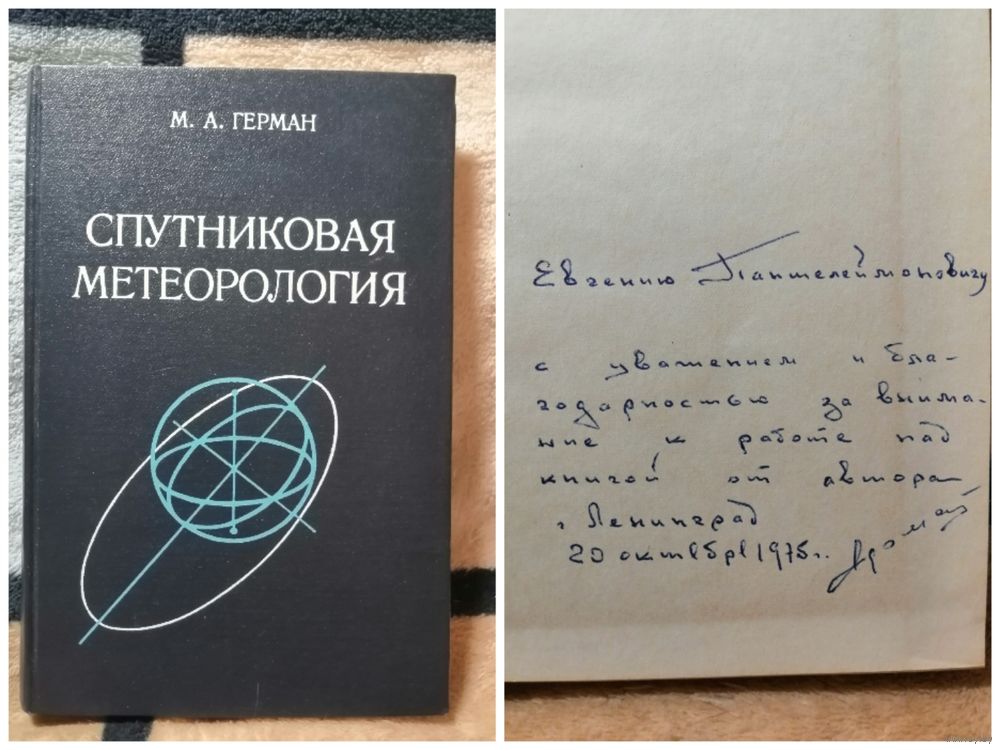 М. А. ГЕРМАН
СПУТНИКОВАЯ
МЕТЕОРОЛОГИЯ
Евгению Пантелеймоновичу
с уважением и бла-
годарностью за внима-
ние к работе над
книгой от автора
г. Ленинград
20 октября 1975 г.